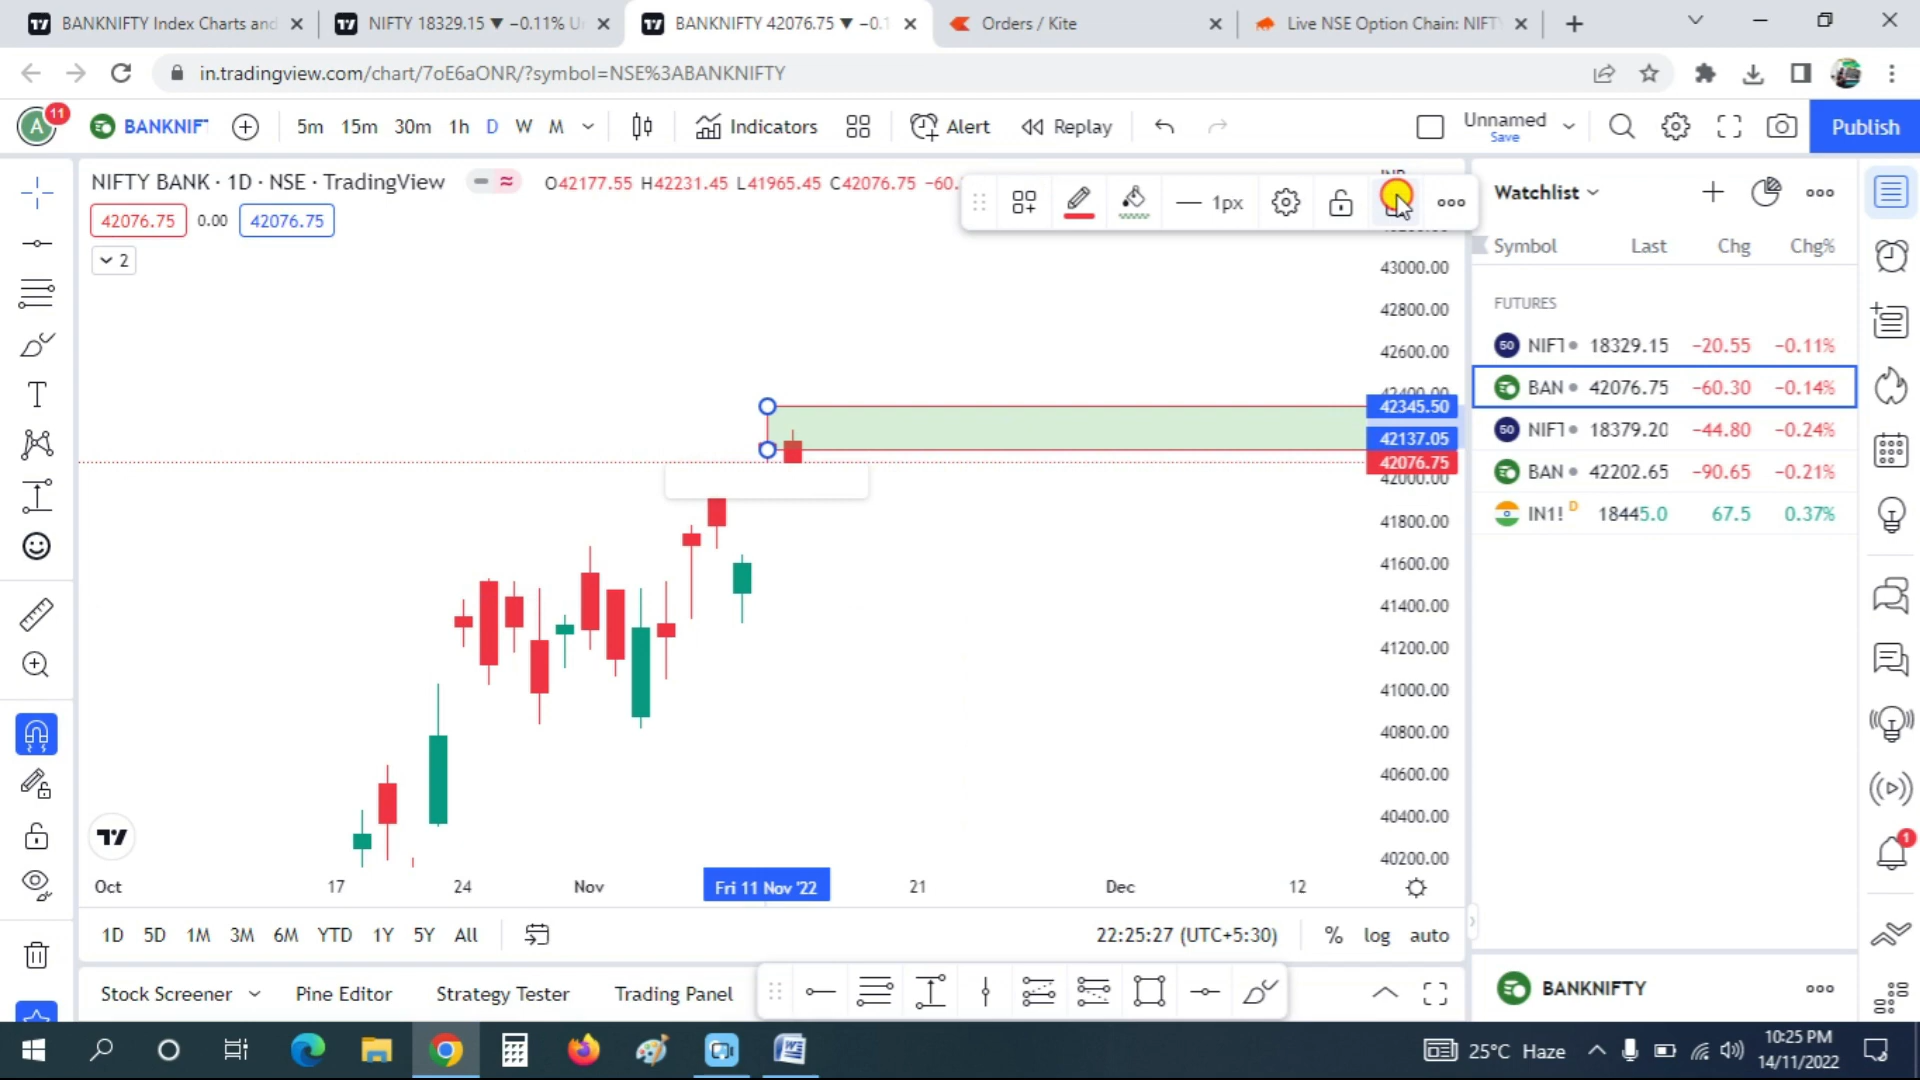 BANKNIFTY Index Charts and
NIFTY 18329.15 ▼ −0.11% U
BANKNIFTY 42076.75 ▼ −0.1
Orders / Kite
Live NSE Option Chain: NIFT
in.tradingview.com/chart/7oE6aONR/?symbol=NSE%3ABANKNIFTY
A
11
BANKNIF
5m 15m 30m 1h D W M
Indicators
Alert
Replay
Unnamed
Save
Publish
NIFTY BANK · 1D · NSE · TradingView
O42177.55 H42231.45 L41965.45 C42076.75 −60.
42076.75 0.00 42076.75
2
1px
43000.00
42800.00
42600.00
42345.50
42137.05
42076.75
42000.00
41800.00
41600.00
41400.00
41200.00
41000.00
40800.00
40600.00
40400.00
40200.00
Oct 17 24 Nov Fri 11 Nov '22 21 Dec 12
1D 5D 1M 3M 6M YTD 1Y 5Y All
22:25:27 (UTC+5:30)
% log auto
Stock Screener Pine Editor Strategy Tester Trading Panel
Watchlist
Symbol Last Chg Chg%
FUTURES
50 NIFT 18329.15 −20.55 −0.11%
BAN 42076.75 −60.30 −0.14%
50 NIFT 18379.20 −44.80 −0.24%
BAN 42202.65 −90.65 −0.21%
IN1! D 18445.0 67.5 0.37%
1
BANKNIFTY
25°C Haze
10:25 PM
14/11/2022